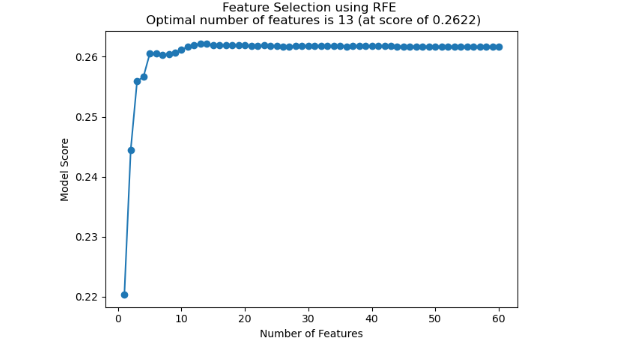 Feature Selection using RFE
Optimal number of features is 13 (at score of 0.2622)
0.26
0.25
0.24
0.23
0.22
Model Score
0 10 20 30 40 50 60
Number of Features